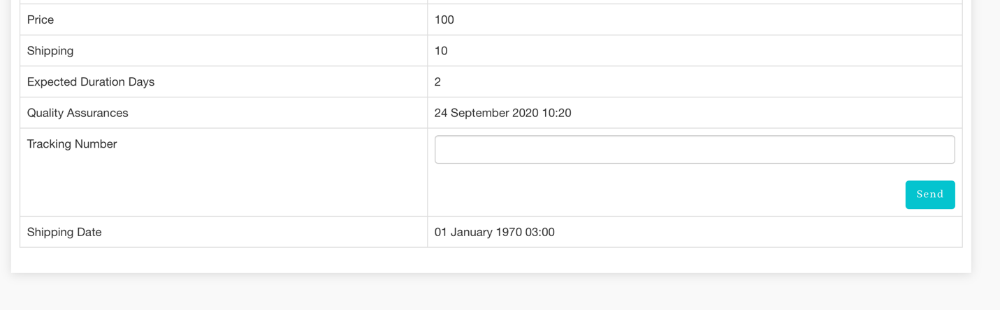 Price 100
Shipping 10
Expected Duration Days 2
Quality Assurances 24 September 2020 10:20
Tracking Number
Send
Shipping Date 01 January 1970 03:00